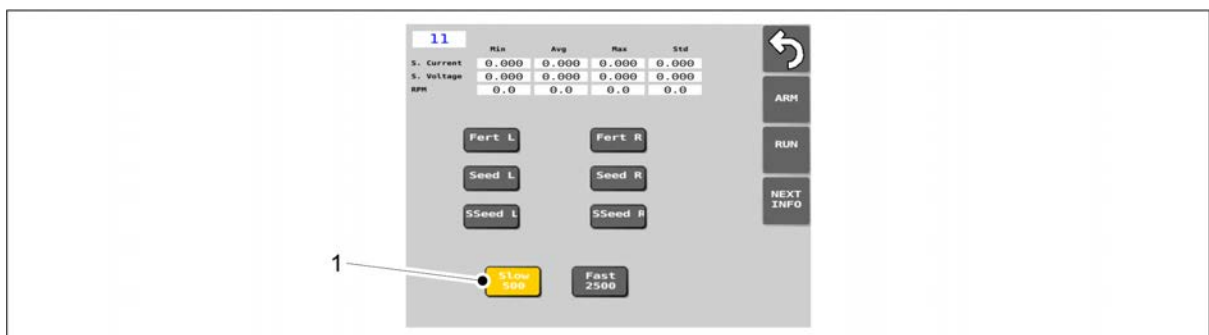 11
Min Avg Max Std
S. Current 0.000 0.000 0.000 0.000
S. Voltage 0.000 0.000 0.000 0.000
RPM 0.0 0.0 0.0 0.0
ARM
Fert L Fert R
RUN
Seed L Seed R
NEXT
INFO
SSeed L SSeed R
1
Slow
500
Fast
2500